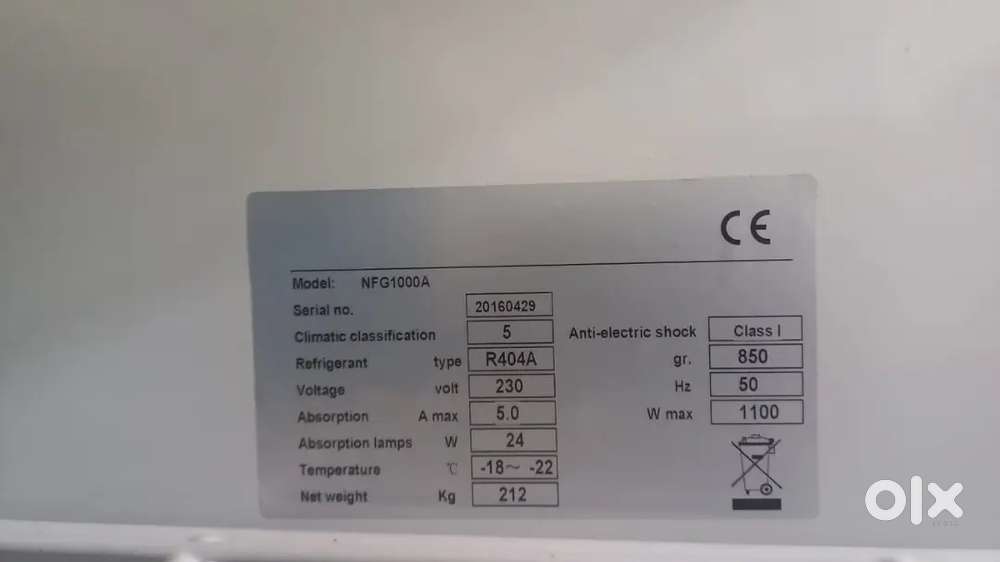 CE
Model: NFG1000A
Serial no. 20160429
Climatic classification 5 Anti-electric shock Class I
Refrigerant type R404A gr. 850
Voltage volt 230 Hz 50
Absorption A max 5.0 W max 1100
Absorption lamps W 24
Temperature °C -18～ -22
Net weight Kg 212
olx